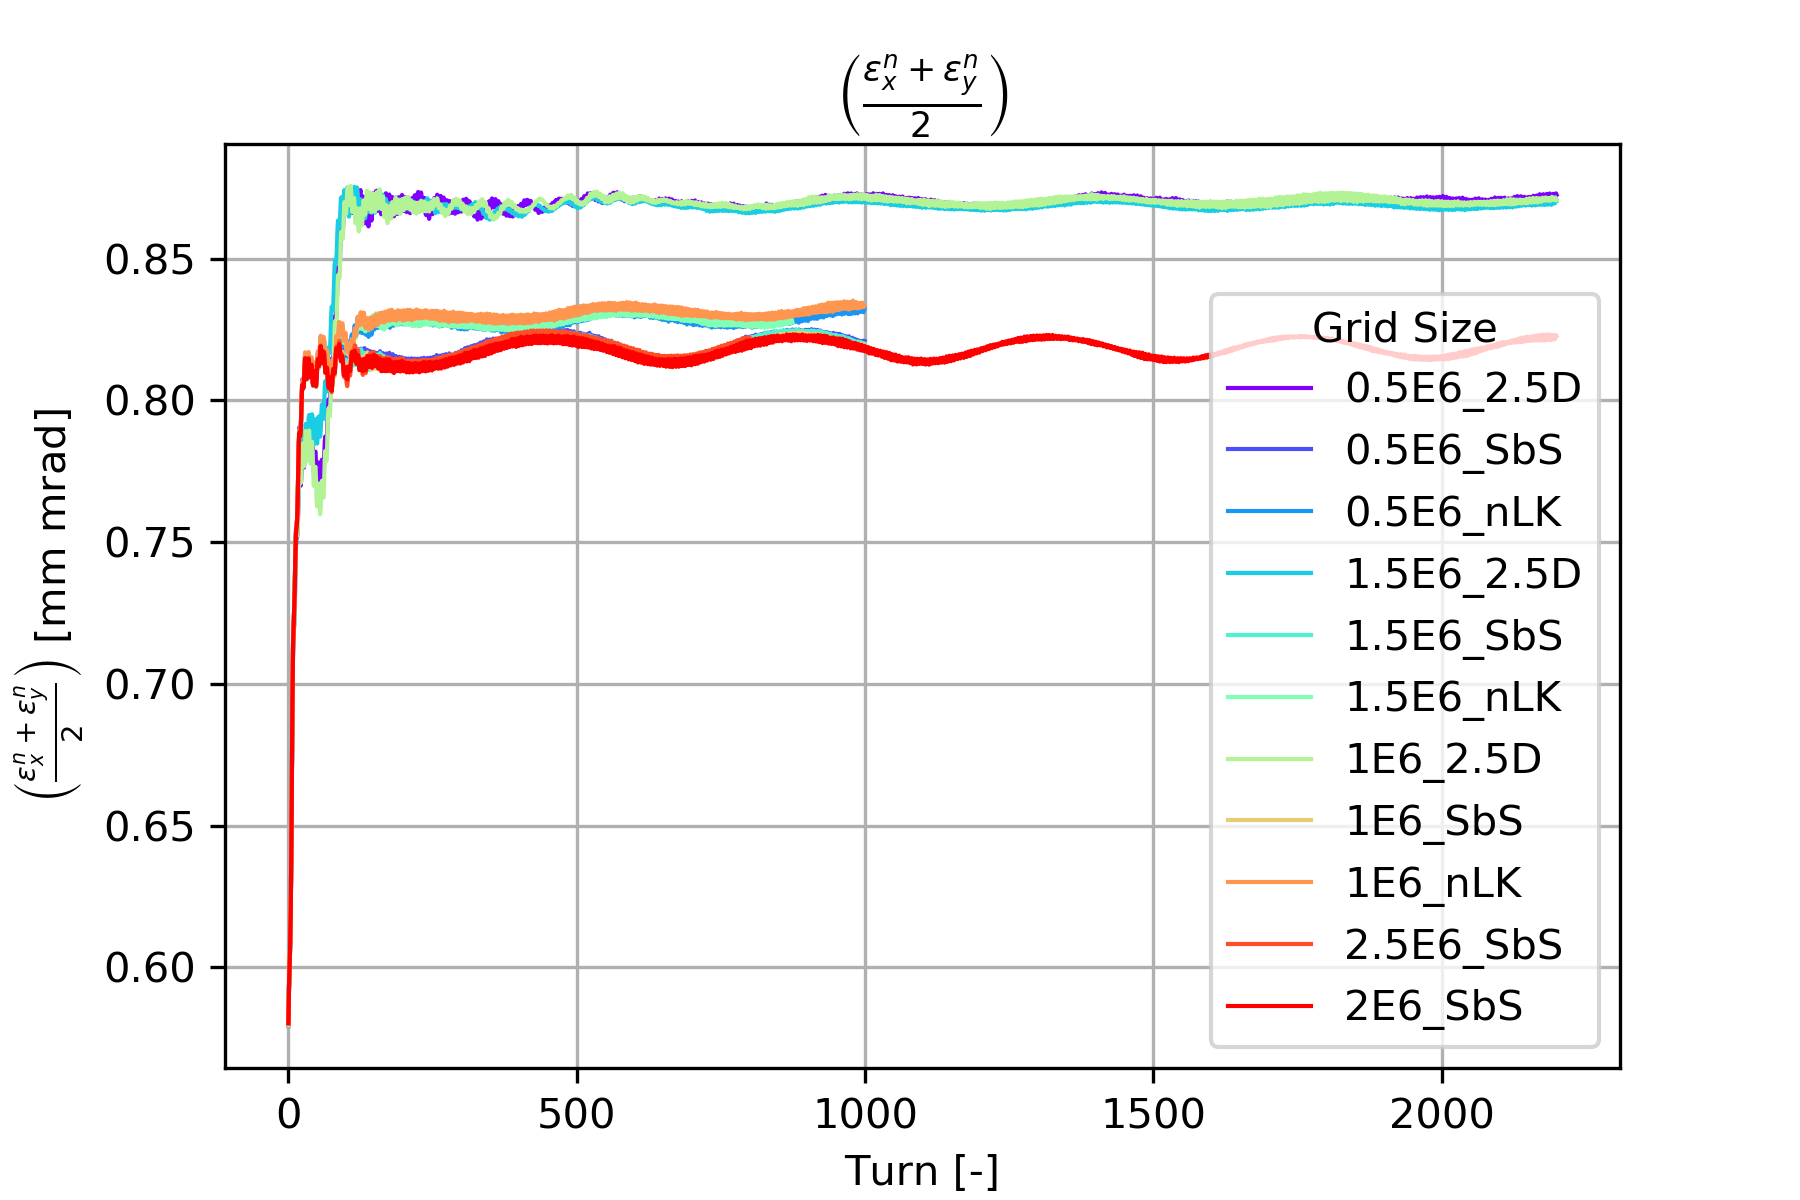 (εₓⁿ + εᵧⁿ / 2)
0.85
0.80
0.75
0.70
0.65
0.60
(εₓⁿ + εᵧⁿ / 2) [mm mrad]
Grid Size
0.5E6_2.5D
0.5E6_SbS
0.5E6_nLK
1.5E6_2.5D
1.5E6_SbS
1.5E6_nLK
1E6_2.5D
1E6_SbS
1E6_nLK
2.5E6_SbS
2E6_SbS
0 500 1000 1500 2000
Turn [-]